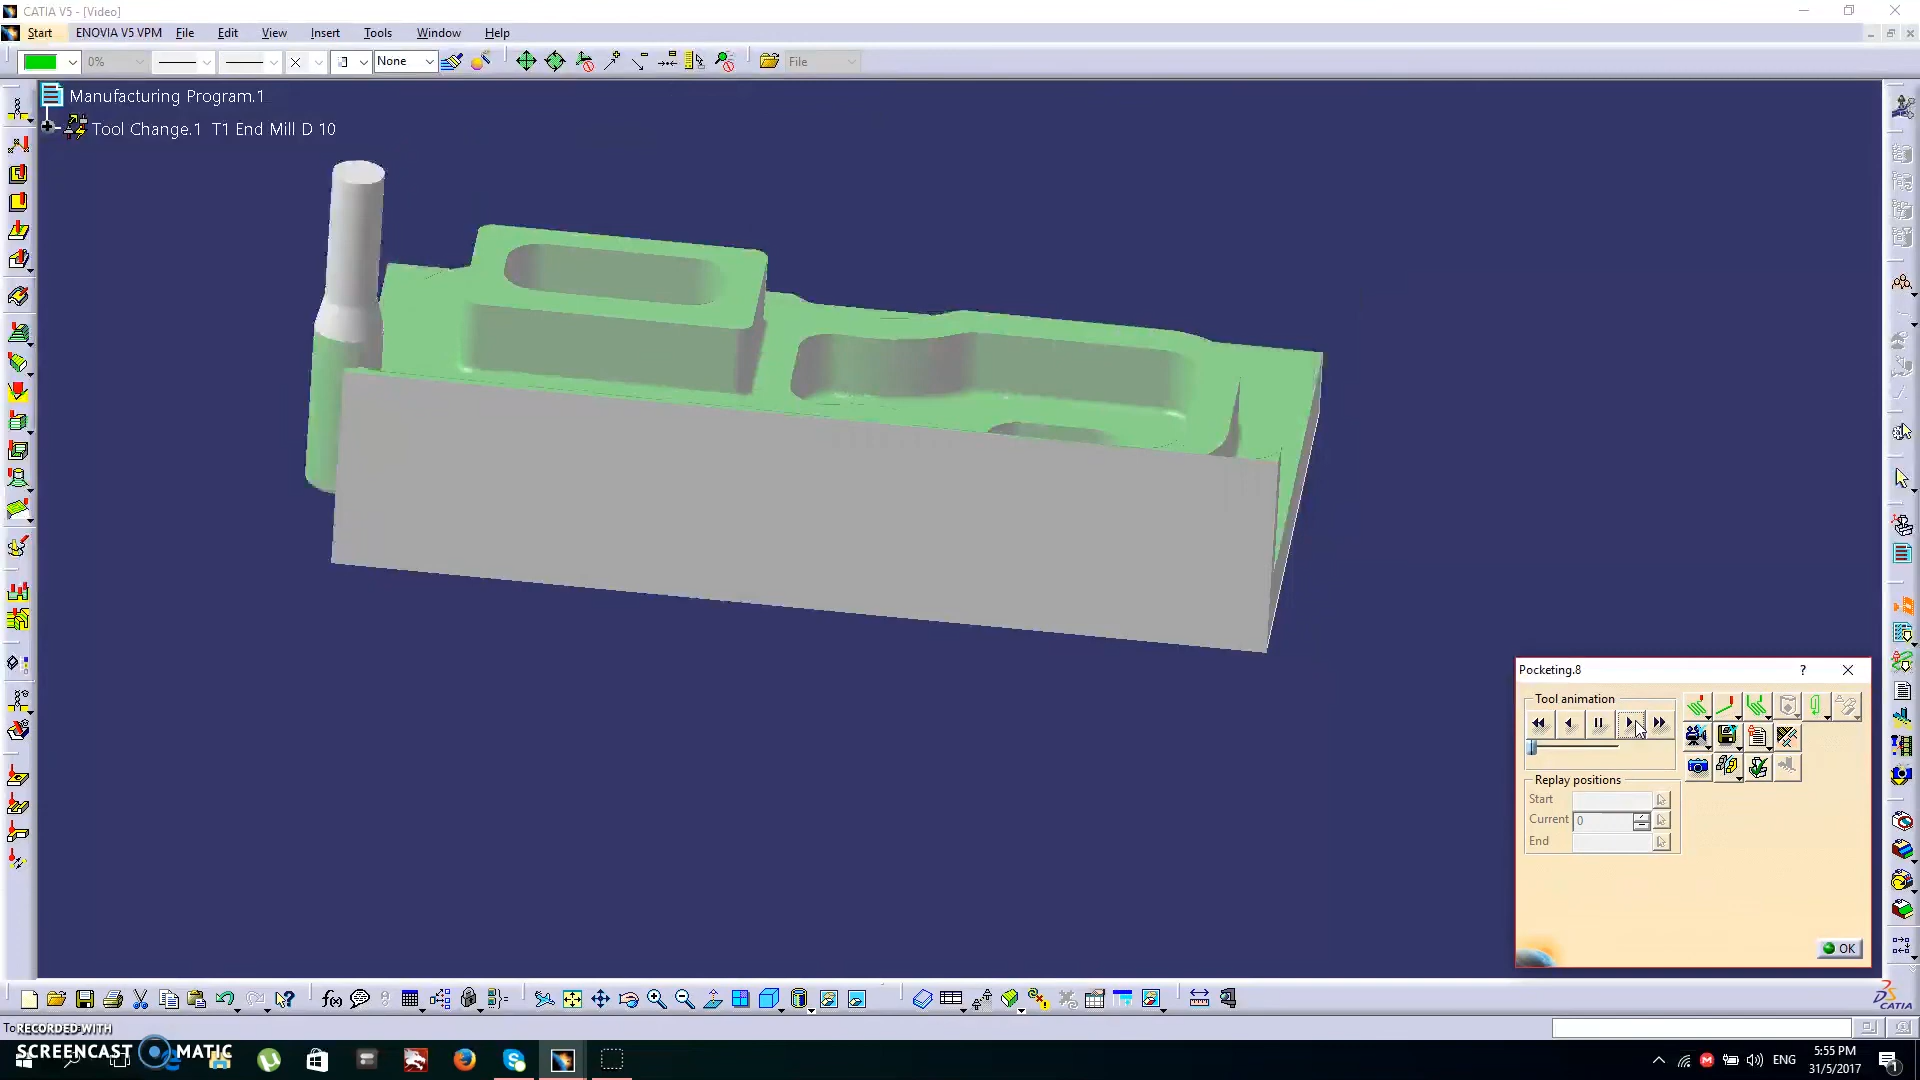 CATIA V5 - [Video]
Start ENOVIA V5 VPM File Edit View Insert Tools Window Help
0% None File
Manufacturing Program.1
Tool Change.1 T1 End Mill D 10
Pocketing.8 ?
Tool animation
Replay positions
Start
Current 0
End
OK
f(x)
CATIA
To
RECORDED WITH
SCREENCAST MATIC
ENG
5:55 PM
31/5/2017
1